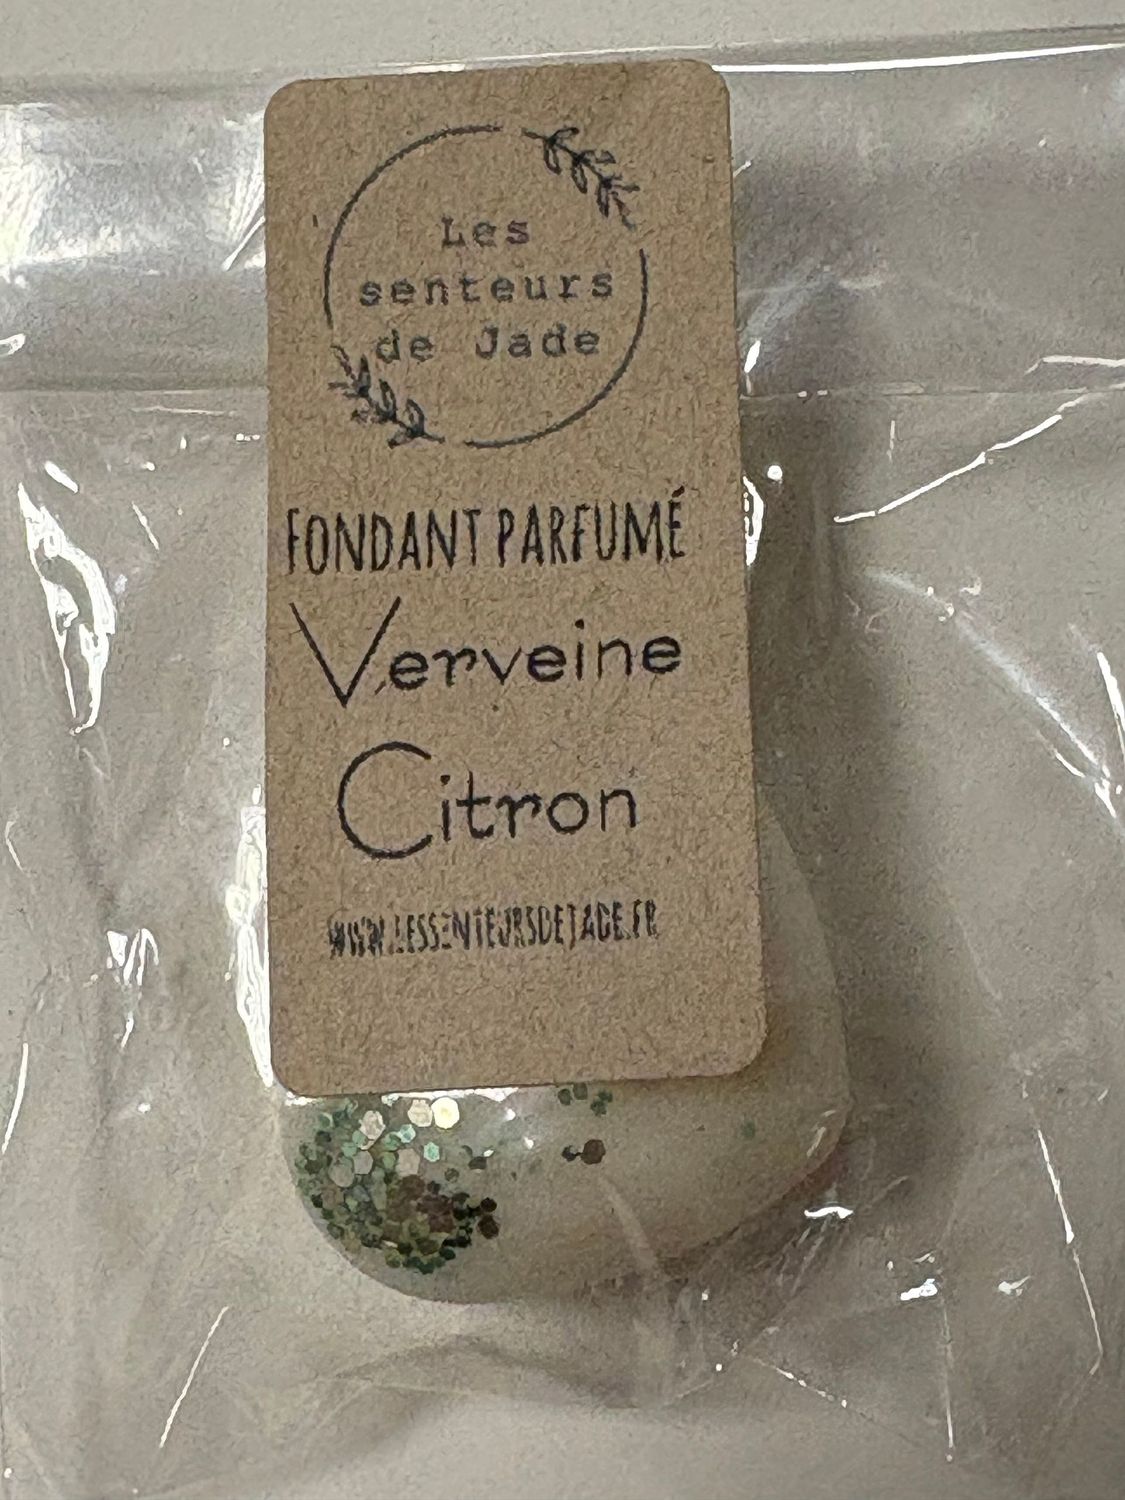 Les
senteurs
de Jade
FONDANT PARFUMÉ
Verveine
Citron
WWW.LESSENTEURSDEJADE.FR